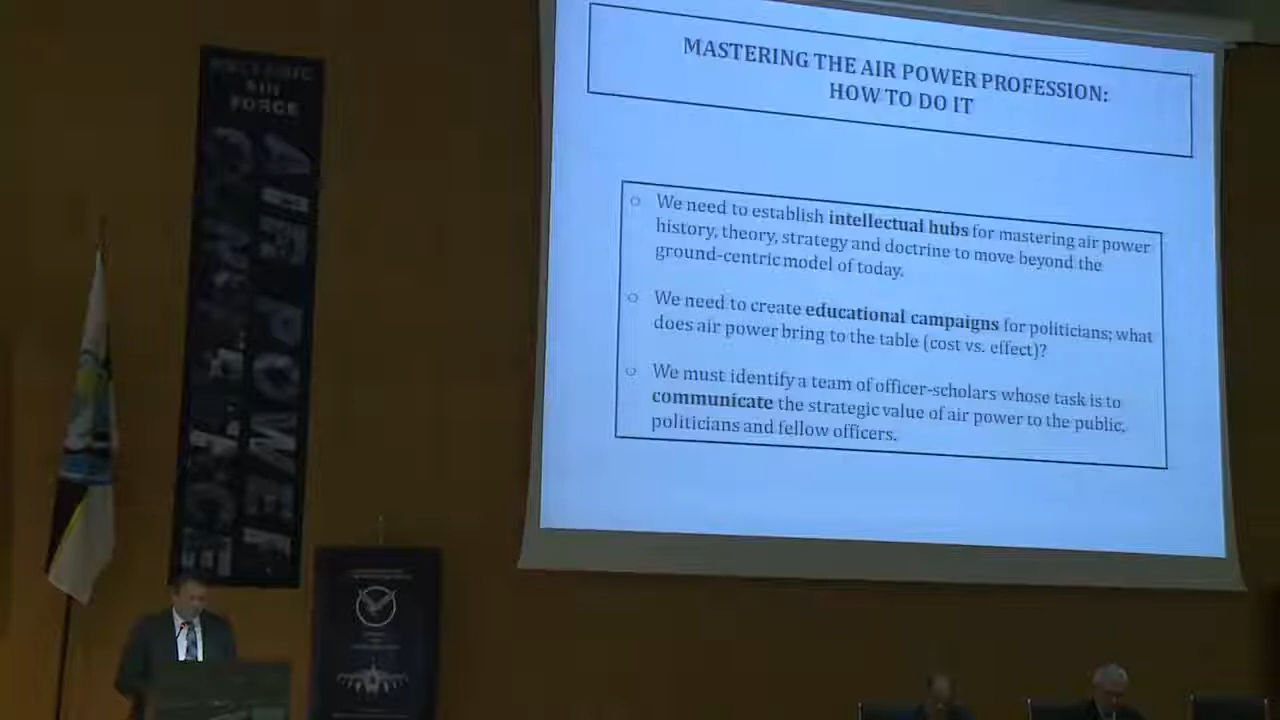 HELLENIC
AIR
FORCE
AIR POWER
MASTERING THE AIR POWER PROFESSION:
HOW TO DO IT
○ We need to establish intellectual hubs for mastering air power
history, theory, strategy and doctrine to move beyond the
ground-centric model of today.
○ We need to create educational campaigns for politicians; what
does air power bring to the table (cost vs. effect)?
○ We must identify a team of officer-scholars whose task is to
communicate the strategic value of air power to the public,
politicians and fellow officers.